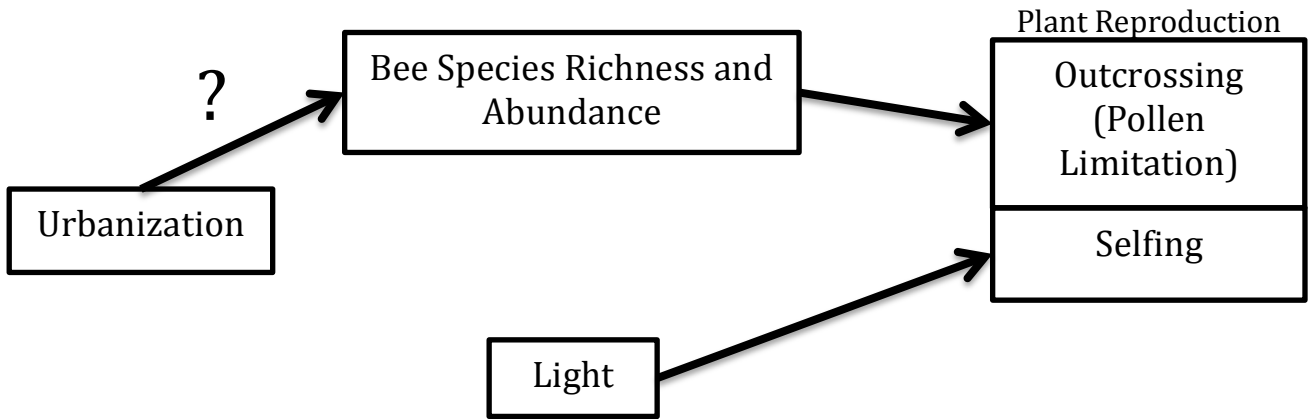 Plant Reproduction
?
Bee Species Richness and
Abundance
Outcrossing
(Pollen
Limitation)
Urbanization
Selfing
Light